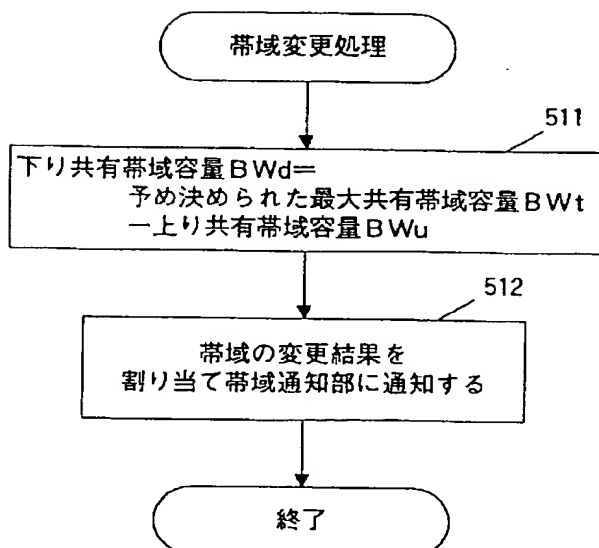 帯域変更処理
511
下り共有帯域容量BWd=
予め決められた最大共有帯域容量BWt
ー上り共有帯域容量BWu
512
帯域の変更結果を
割り当て帯域通知部に通知する
終了